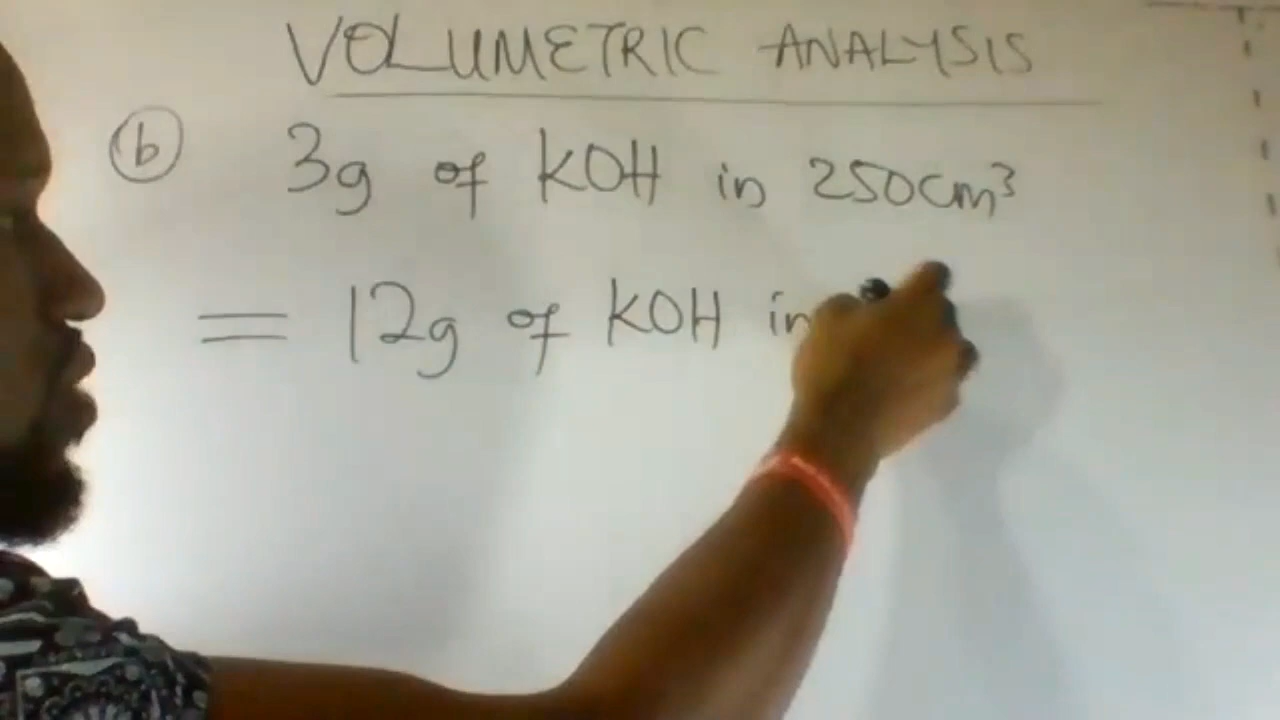 VOLUMETRIC ANALYSIS
(b) 3g of KOH in 250cm³
= 12g of KOH in